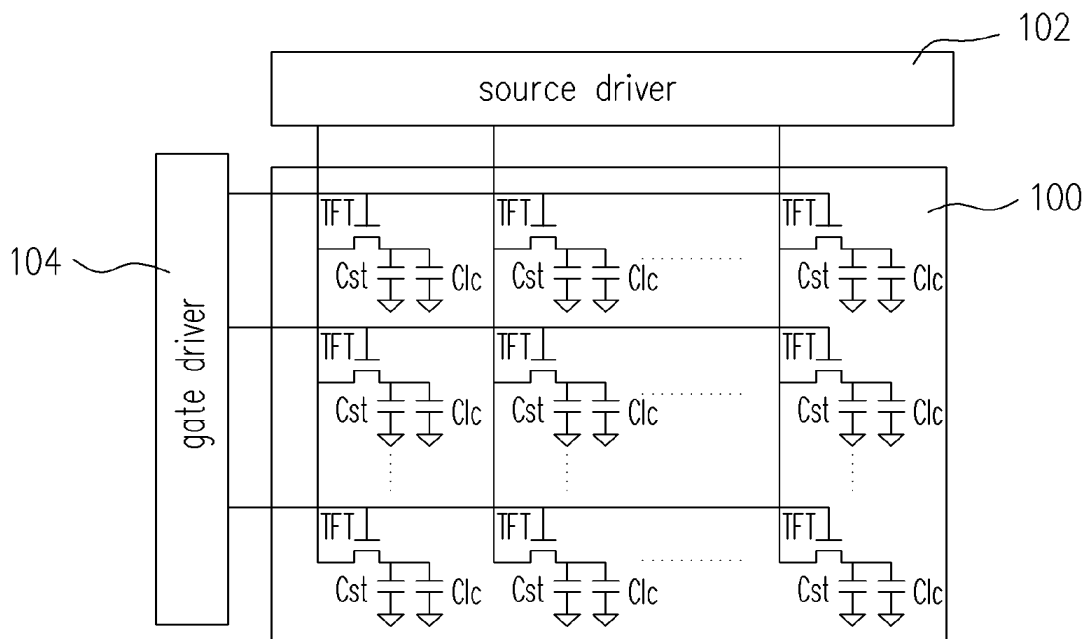 102
source driver
100
104
gate driver
TFT TFT TFT
Cst Clc Cst Clc Cst Clc
TFT TFT TFT
Cst Clc Cst Clc Cst Clc
TFT TFT TFT
Cst Clc Cst Clc Cst Clc